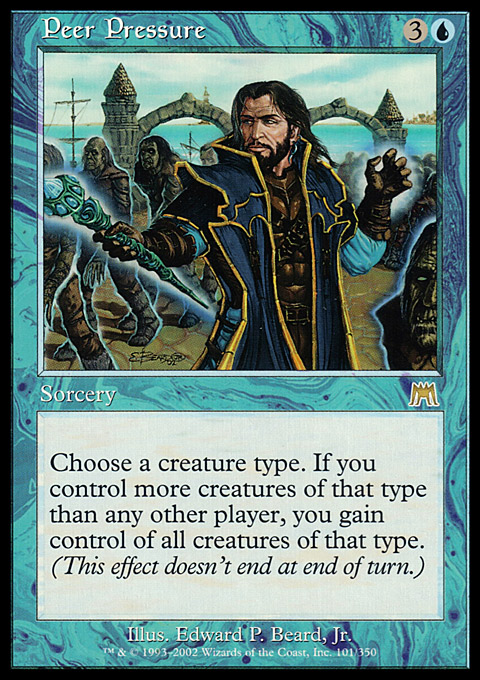 Peer Pressure 3
E. Beard Jr.
Sorcery
Choose a creature type. If you
control more creatures of that type
than any other player, you gain
control of all creatures of that type.
(This effect doesn't end at end of turn.)
Illus. Edward P. Beard, Jr.
™ & © 1993–2002 Wizards of the Coast, Inc. 101/350